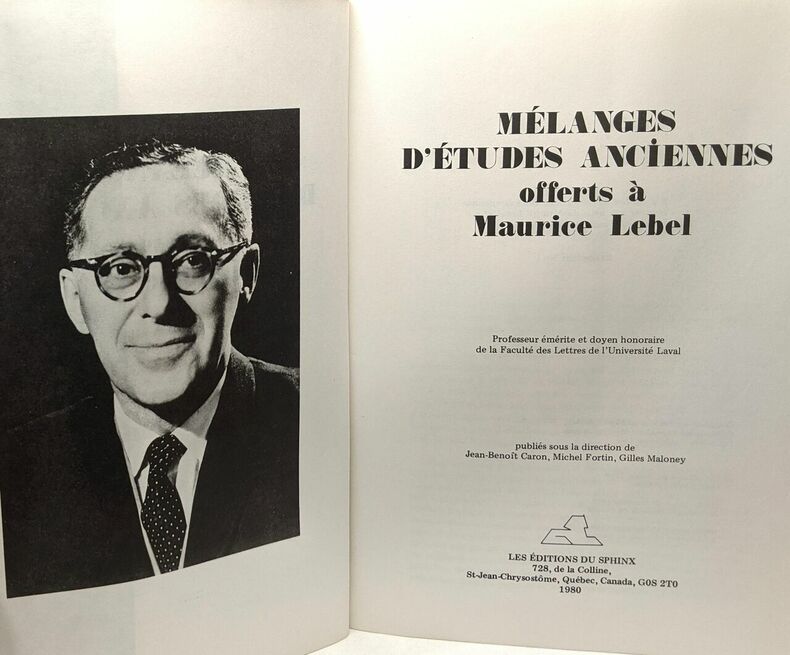 MÉLANGES
D'ÉTUDES ANCIENNES
offerts à
Maurice Lebel
Professeur émérite et doyen honoraire
de la Faculté des Lettres de l'Université Laval
publiés sous la direction de
Jean-Benoît Caron, Michel Fortin, Gilles Maloney
LES ÉDITIONS DU SPHINX
728, de la Colline,
St-Jean-Chrysostôme, Québec, Canada, G0S 2T0
1980